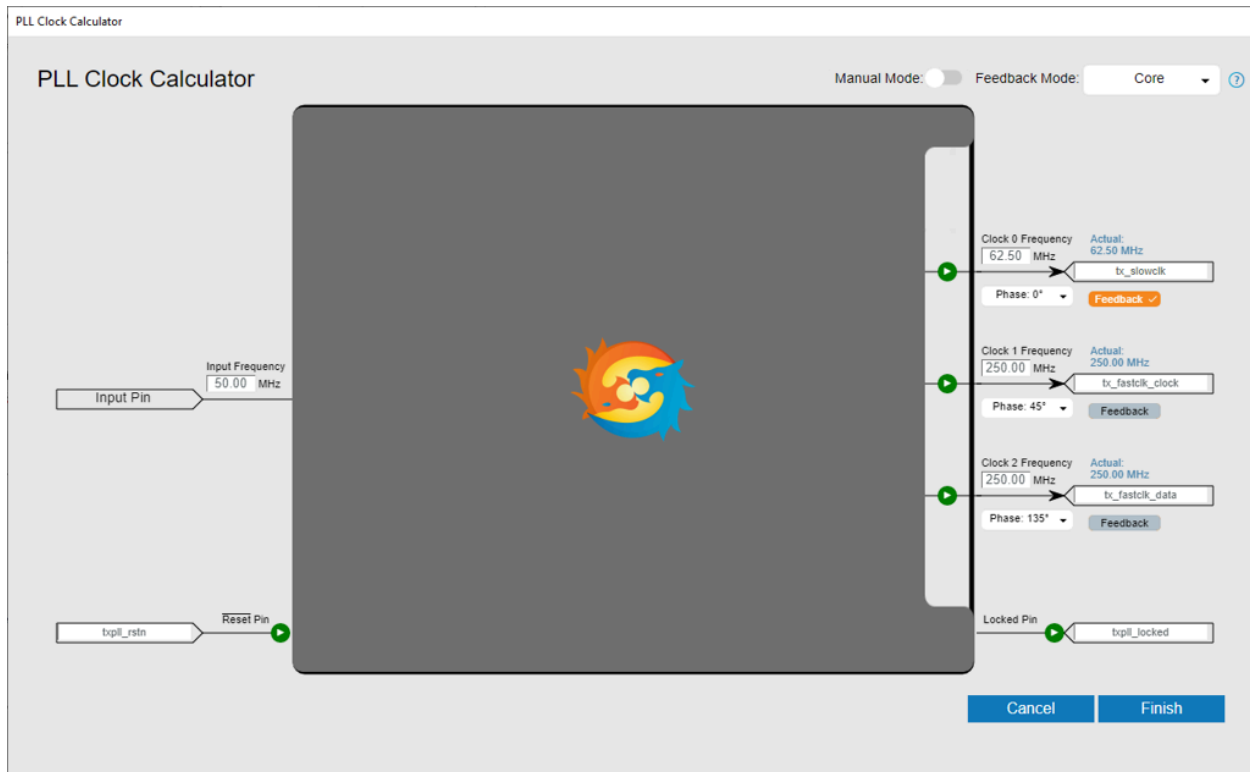 PLL Clock Calculator
PLL Clock Calculator
Manual Mode:
Feedback Mode:
Core
?
Clock 0 Frequency
Actual:
62.50 MHz
62.50 MHz
tx_slowclk
Phase: 0°
Feedback ✓
Clock 1 Frequency
Actual:
250.00 MHz
250.00 MHz
tx_fastclk_clock
Phase: 45°
Feedback
Input Frequency
50.00 MHz
Input Pin
Clock 2 Frequency
Actual:
250.00 MHz
250.00 MHz
tx_fastclk_data
Phase: 135°
Feedback
Reset Pin
txpll_rstn
Locked Pin
txpll_locked
Cancel
Finish